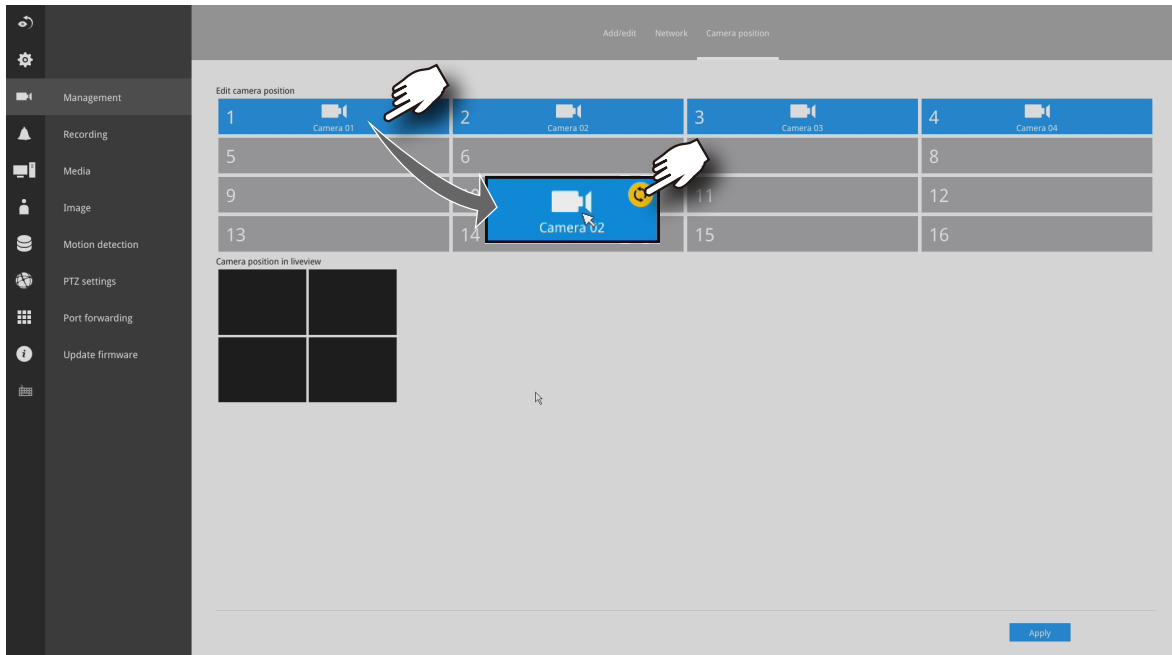 Add/edit Network Camera position
Management
Recording
Media
Image
Motion detection
PTZ settings
Port forwarding
Update firmware
Edit camera position
1 Camera 01
2 Camera 02
3 Camera 03
4 Camera 04
5
6
8
9
10
11
12
13
14
15
16
Camera 02
Camera position in liveview
Apply